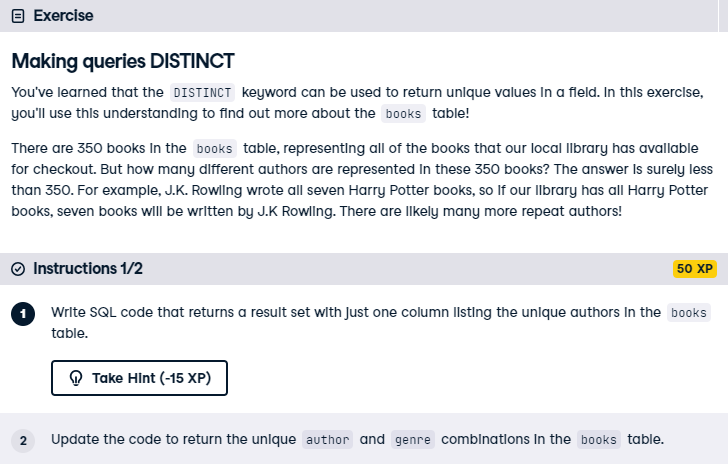 Exercise
Making queries DISTINCT
You've learned that the DISTINCT keyword can be used to return unique values in a field. In this exercise,
you'll use this understanding to find out more about the books table!
There are 350 books in the books table, representing all of the books that our local library has available
for checkout. But how many different authors are represented in these 350 books? The answer is surely less
than 350. For example, J.K. Rowling wrote all seven Harry Potter books, so if our library has all Harry Potter
books, seven books will be written by J.K Rowling. There are likely many more repeat authors!
Instructions 1/2
50 XP
1 Write SQL code that returns a result set with just one column listing the unique authors in the books
table.
Take Hint (-15 XP)
2 Update the code to return the unique author and genre combinations in the books table.